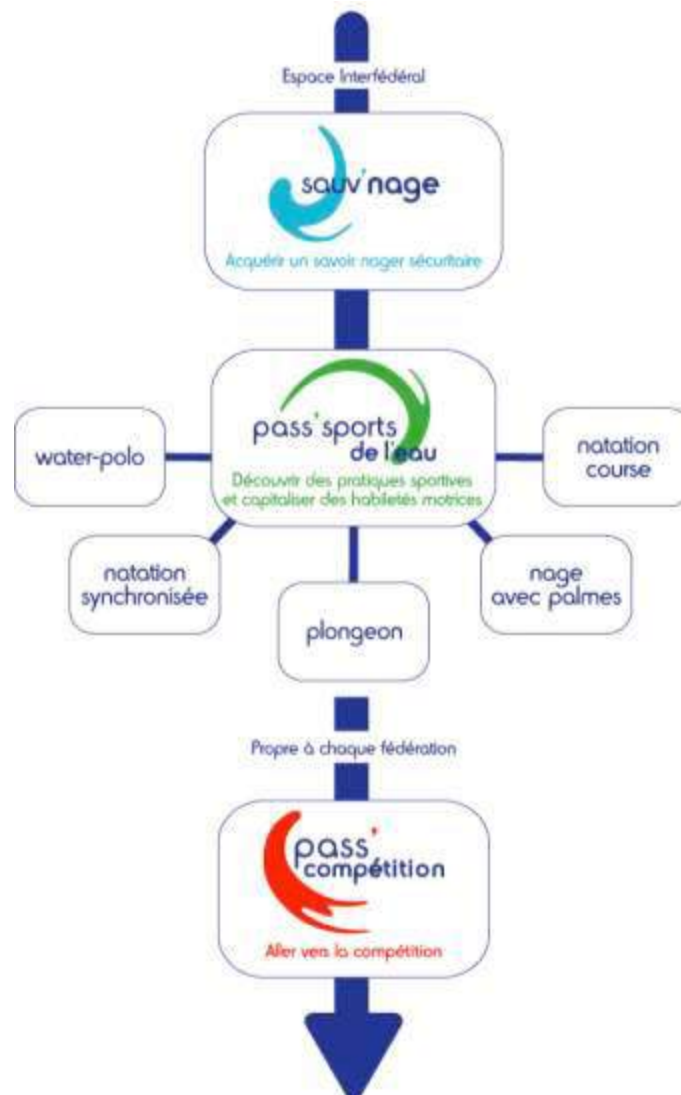 Espace Interfédéral
sauv'nage
Acquérir un savoir nager sécuritaire
pass'sports
de l'eau
Découvrir des pratiques sportives
et capitaliser des habiletés motrices
water-polo
natation
course
natation
synchronisée
nage
avec palmes
plongeon
Propre à chaque fédération
pass'
compétition
Aller vers la compétition